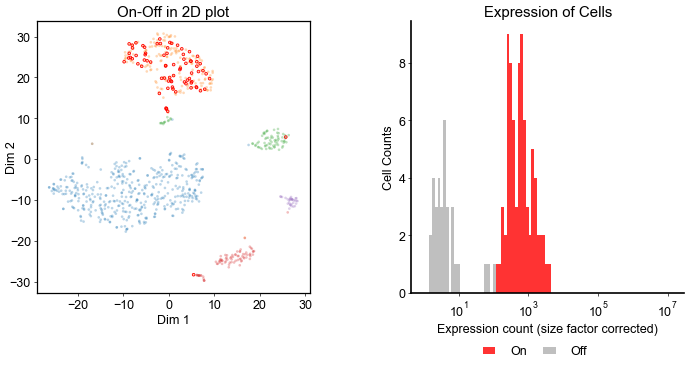 On-Off in 2D plot
Dim 2
30
20
10
0
−10
−20
−30
−20
−10
0
10
20
30
Dim 1
Expression of Cells
Cell Counts
8
6
4
2
0
10^1
10^3
10^5
10^7
Expression count (size factor corrected)
On
Off